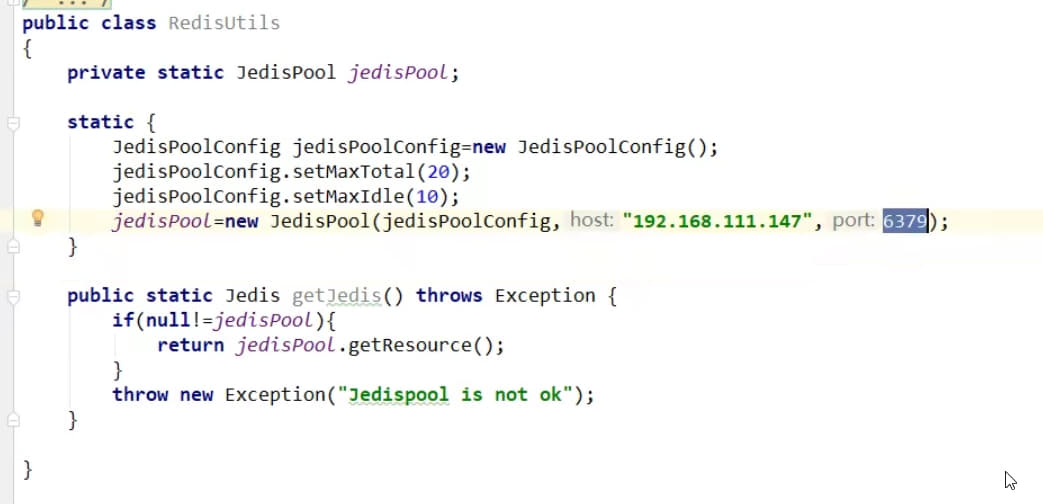 public class RedisUtils
{
private static JedisPool jedisPool;
static {
JedisPoolConfig jedisPoolConfig=new JedisPoolConfig();
jedisPoolConfig.setMaxTotal(20);
jedisPoolConfig.setMaxIdle(10);
jedisPool=new JedisPool(jedisPoolConfig, host: "192.168.111.147", port: 6379);
}
public static Jedis getJedis() throws Exception {
if(null!=jedisPool){
return jedisPool.getResource();
}
throw new Exception("Jedispool is not ok");
}
}